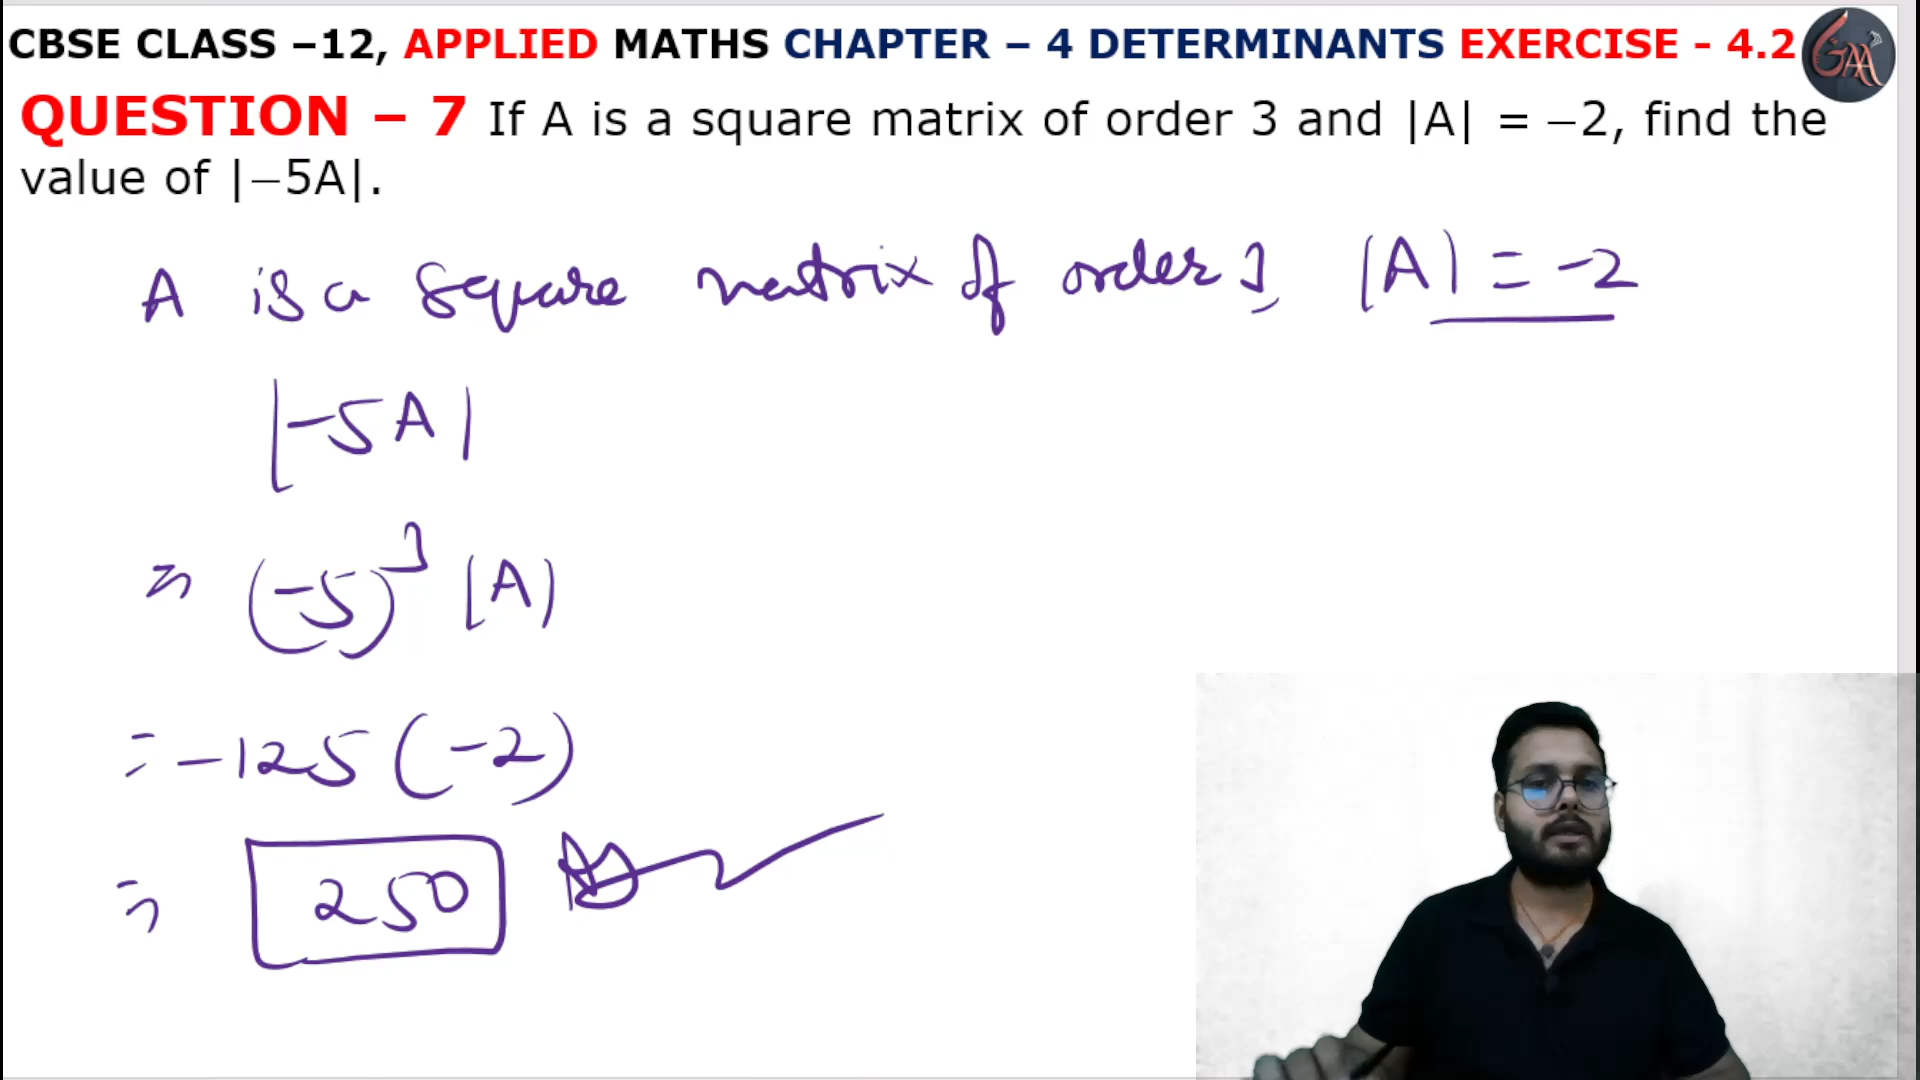 CBSE CLASS –12, APPLIED MATHS CHAPTER – 4 DETERMINANTS EXERCISE - 4.2
QUESTION – 7 If A is a square matrix of order 3 and |A| = −2, find the
value of |−5A|.
A is a square matrix of order 3, |A| = -2
|-5A|
= (-5)³ |A|
= -125 (-2)
= 250